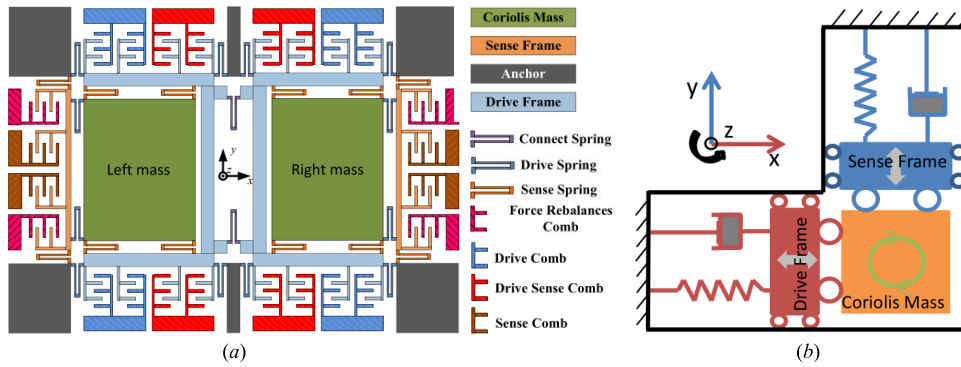 Coriolis Mass
Sense Frame
Anchor
Drive Frame
Connect Spring
Drive Spring
Sense Spring
Force Rebalances
Comb
Drive Comb
Drive Sense Comb
Sense Comb
Left mass
Right mass
y
z
x
(a)
y
z
x
Sense Frame
Drive Frame
Coriolis Mass
(b)